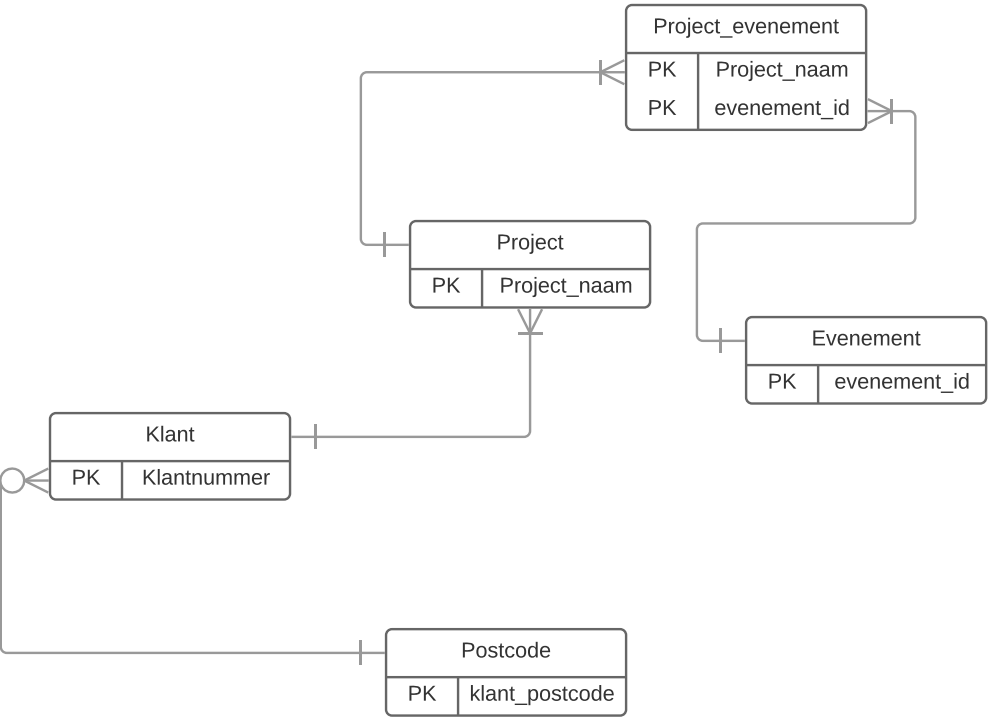 Project_evenement
PK Project_naam
PK evenement_id
Project
PK Project_naam
Evenement
PK evenement_id
Klant
PK Klantnummer
Postcode
PK klant_postcode